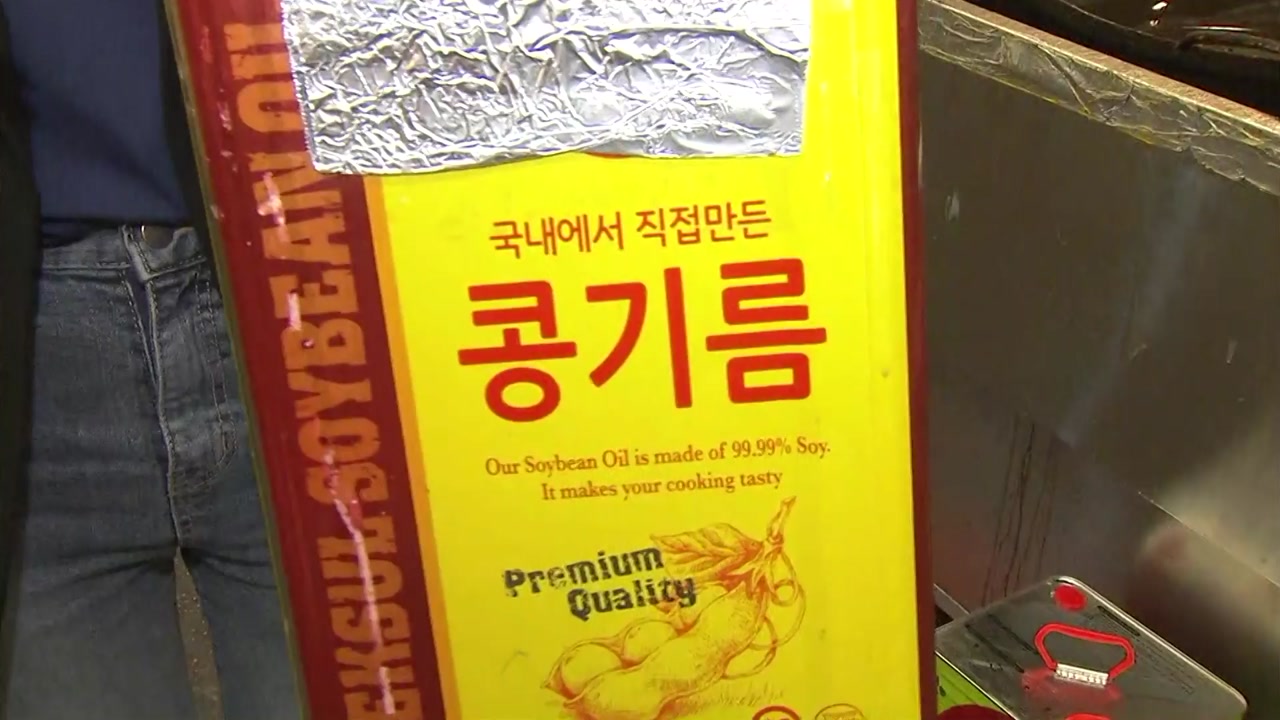 국내에서 직접만든
콩기름
Our Soybean Oil is made of 99.99% Soy.
It makes your cooking tasty
Premium
Quality
EKSUL SOYBEAN OIL